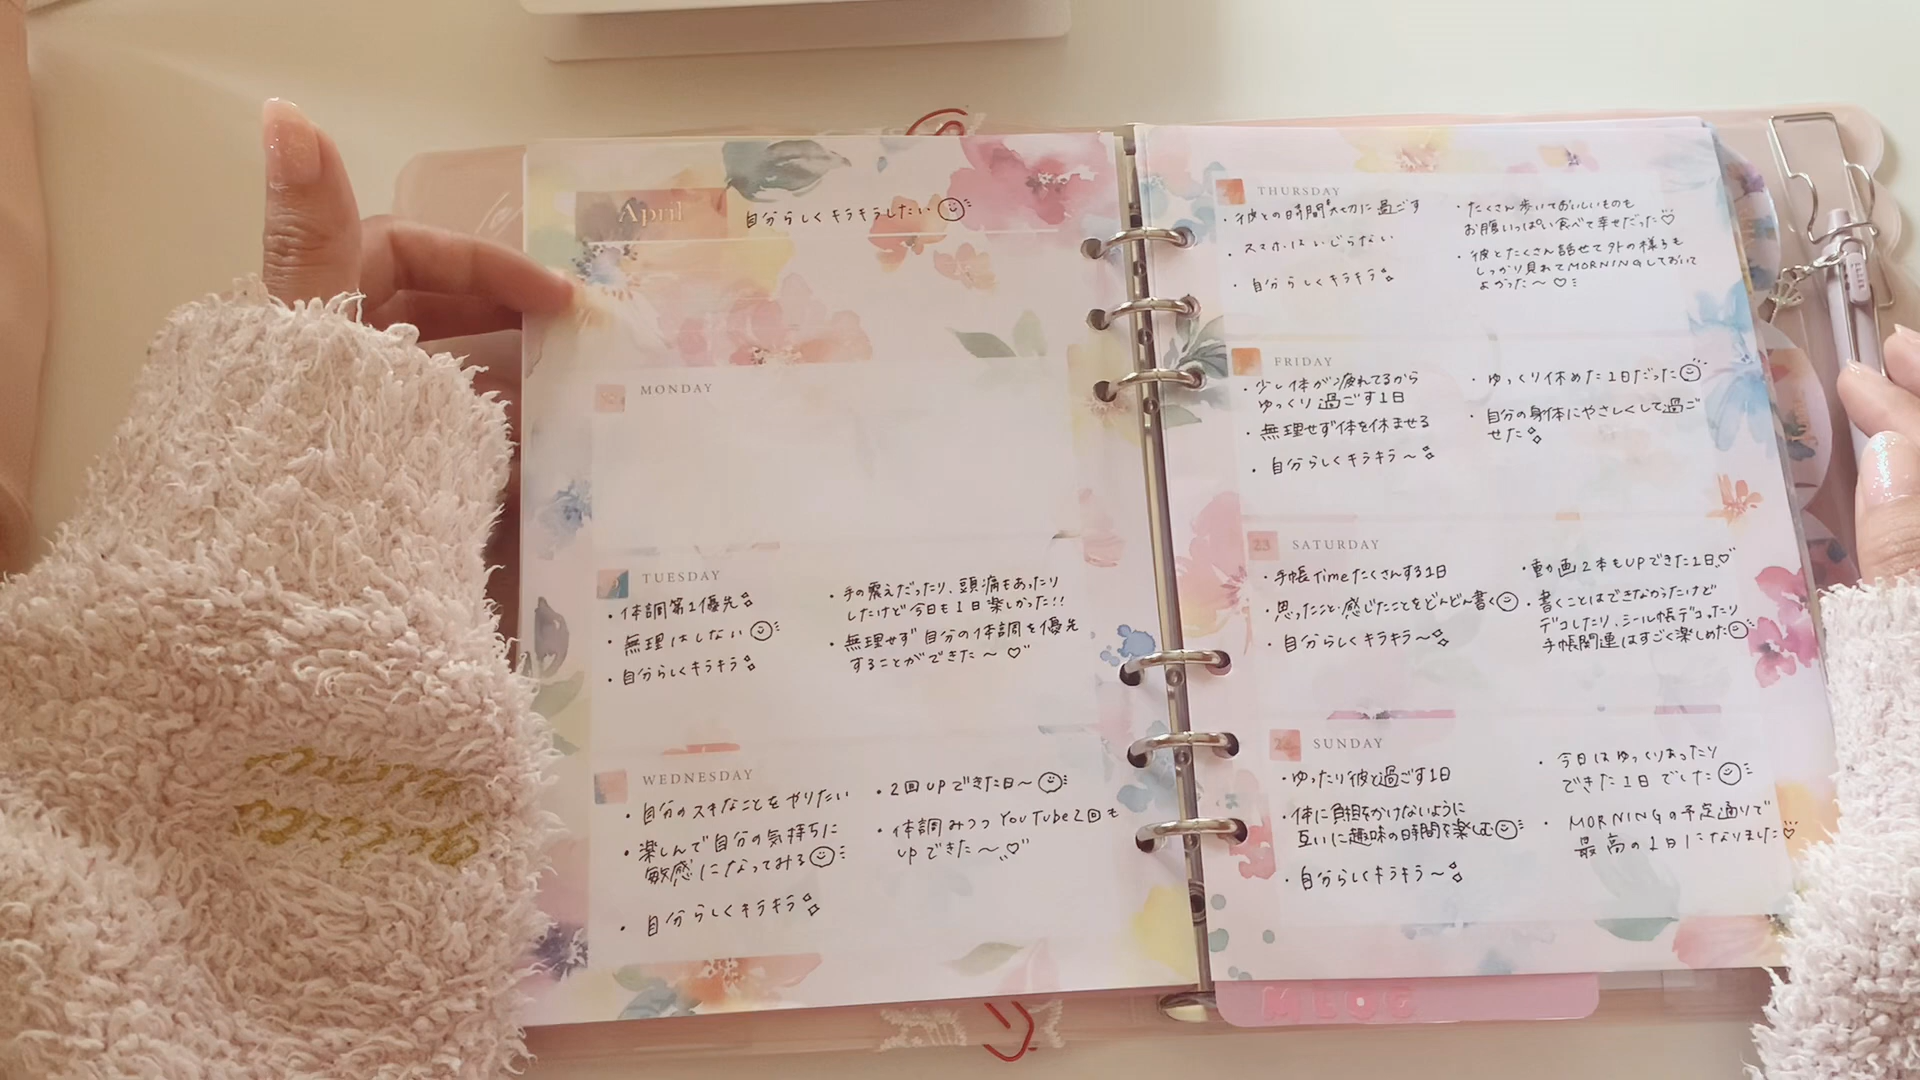 April
自分らしくキラキラしたい
MONDAY
TUESDAY
・体調第1優先
・無理はしない
・自分らしくキラキラ
・手の震えだったり、頭痛もあったり
したけど今日も1日楽しかった!!
・無理せず自分の体調を優先
することができた〜♡
WEDNESDAY
・自分のスキなことをやりたい
・楽しんで自分の気持ちに
敏感になってみる
・自分らしくキラキラ
・2回UPできた日〜
・体調みつつYouTube2回も
UPできた〜♡
THURSDAY
・彼との時間大切に過ごす
・スマホはいじらない
・自分らしくキラキラ
・たくさん歩いておいしいものも
お腹いっぱい食べて幸せだった♡
・彼とたくさん話せて外の様子も
しっかり見れてMORNINGしておいて
よかった〜♡
FRIDAY
・少し体が疲れてるから
ゆっくり過ごす1日
・無理せず体を休ませる
・自分らしくキラキラ〜
・ゆっくり休めた1日だった
・自分の身体にやさしくして過ご
せた
23 SATURDAY
・手帳Timeたくさんする1日
・思ったこと・感じたことをどんどん書く
・自分らしくキラキラ〜
・動画2本もUPできた1日♡
・書くことはできなかったけど
デコしたり、シール帳デコったり
手帳関連はすごく楽しめた
SUNDAY
・ゆったり彼と過ごす1日
・体に負担をかけないように
互いに趣味の時間を楽しむ
・自分らしくキラキラ〜
・今日はゆっくりまったり
できた1日でした
・MORNINGの予定通りで
最高の1日になりました♡